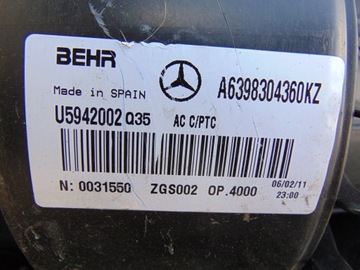 BEHR A6398304360KZ
Made in SPAIN
U5942002 Q35 AC C/PTC
N: 0031550 ZGS002 OP.4000 06/02/11
23:00